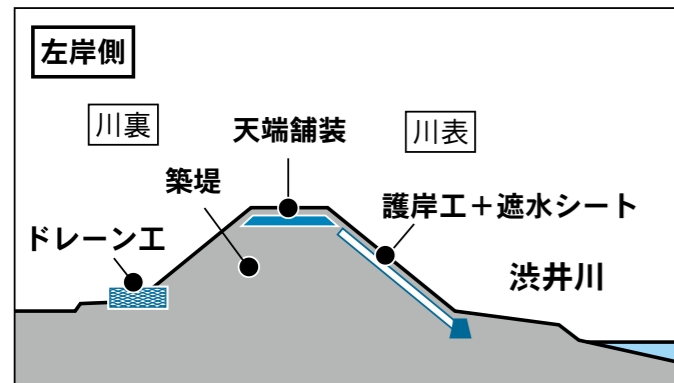 左岸側
川裏
天端舗装
川表
築堤
護岸工＋遮水シート
ドレーン工
渋井川